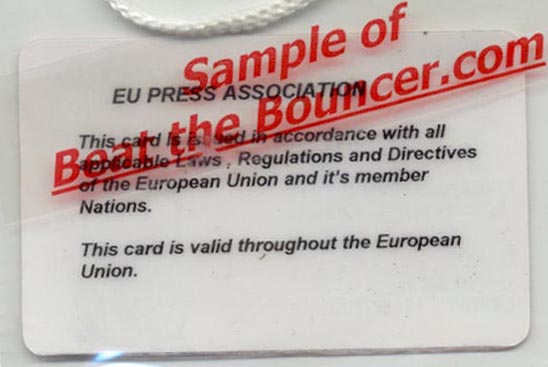 Sample of
Beat the Bouncer.com
EU PRESS ASSOCIATION
This card is issued in accordance with all
applicable Laws , Regulations and Directives
of the European Union and it's member
Nations.
This card is valid throughout the European
Union.